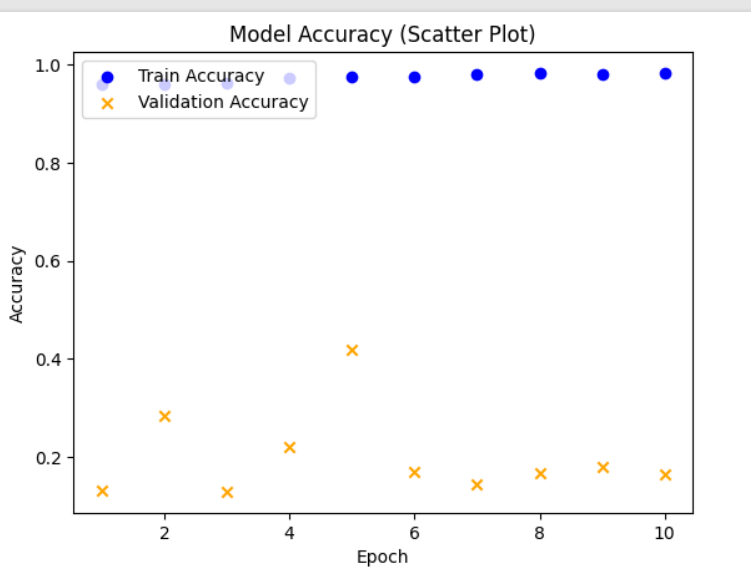 Model Accuracy (Scatter Plot)
1.0
0.8
0.6
0.4
0.2
Accuracy
Train Accuracy
Validation Accuracy
2 4 6 8 10
Epoch